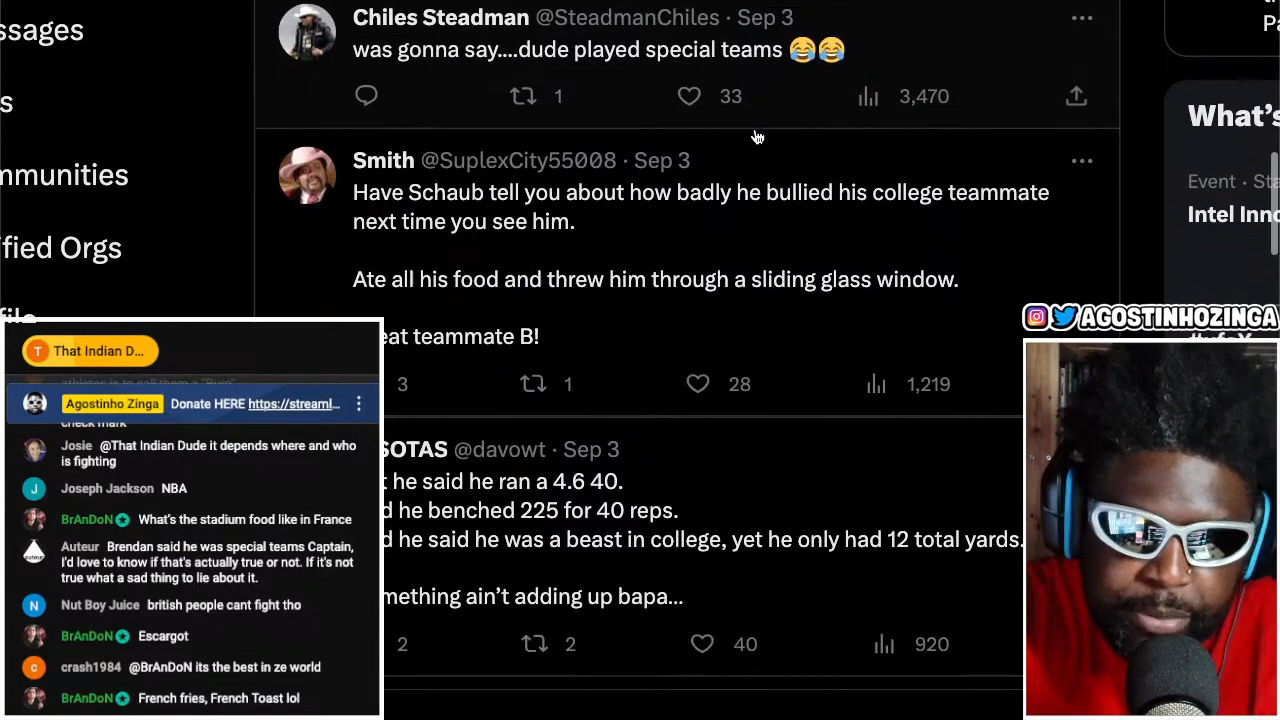 ssages
s
mmunities
ified Orgs
file
Chiles Steadman @SteadmanChiles · Sep 3
was gonna say....dude played special teams 😂😂
1 33 3,470
Smith @SuplexCity55008 · Sep 3
Have Schaub tell you about how badly he bullied his college teammate
next time you see him.
Ate all his food and threw him through a sliding glass window.
eat teammate B!
3 1 28 1,219
SOTAS @davowt · Sep 3
he said he ran a 4.6 40.
d he benched 225 for 40 reps.
d he said he was a beast in college, yet he only had 12 total yards.
mething ain't adding up bapa...
2 2 40 920
What's
Event · Sta
Intel Inno
AGOSTINHOZINGA
T That Indian D...
Agostinho Zinga Donate HERE https://streaml...
check mark
Josie @That Indian Dude it depends where and who
is fighting
J Joseph Jackson NBA
BrAnDoN What's the stadium food like in France
Auteur Brendan said he was special teams Captain,
I'd love to know if that's actually true or not. If it's not
true what a sad thing to lie about it.
N Nut Boy Juice british people cant fight tho
BrAnDoN Escargot
c crash1984 @BrAnDoN its the best in ze world
BrAnDoN French fries, French Toast lol